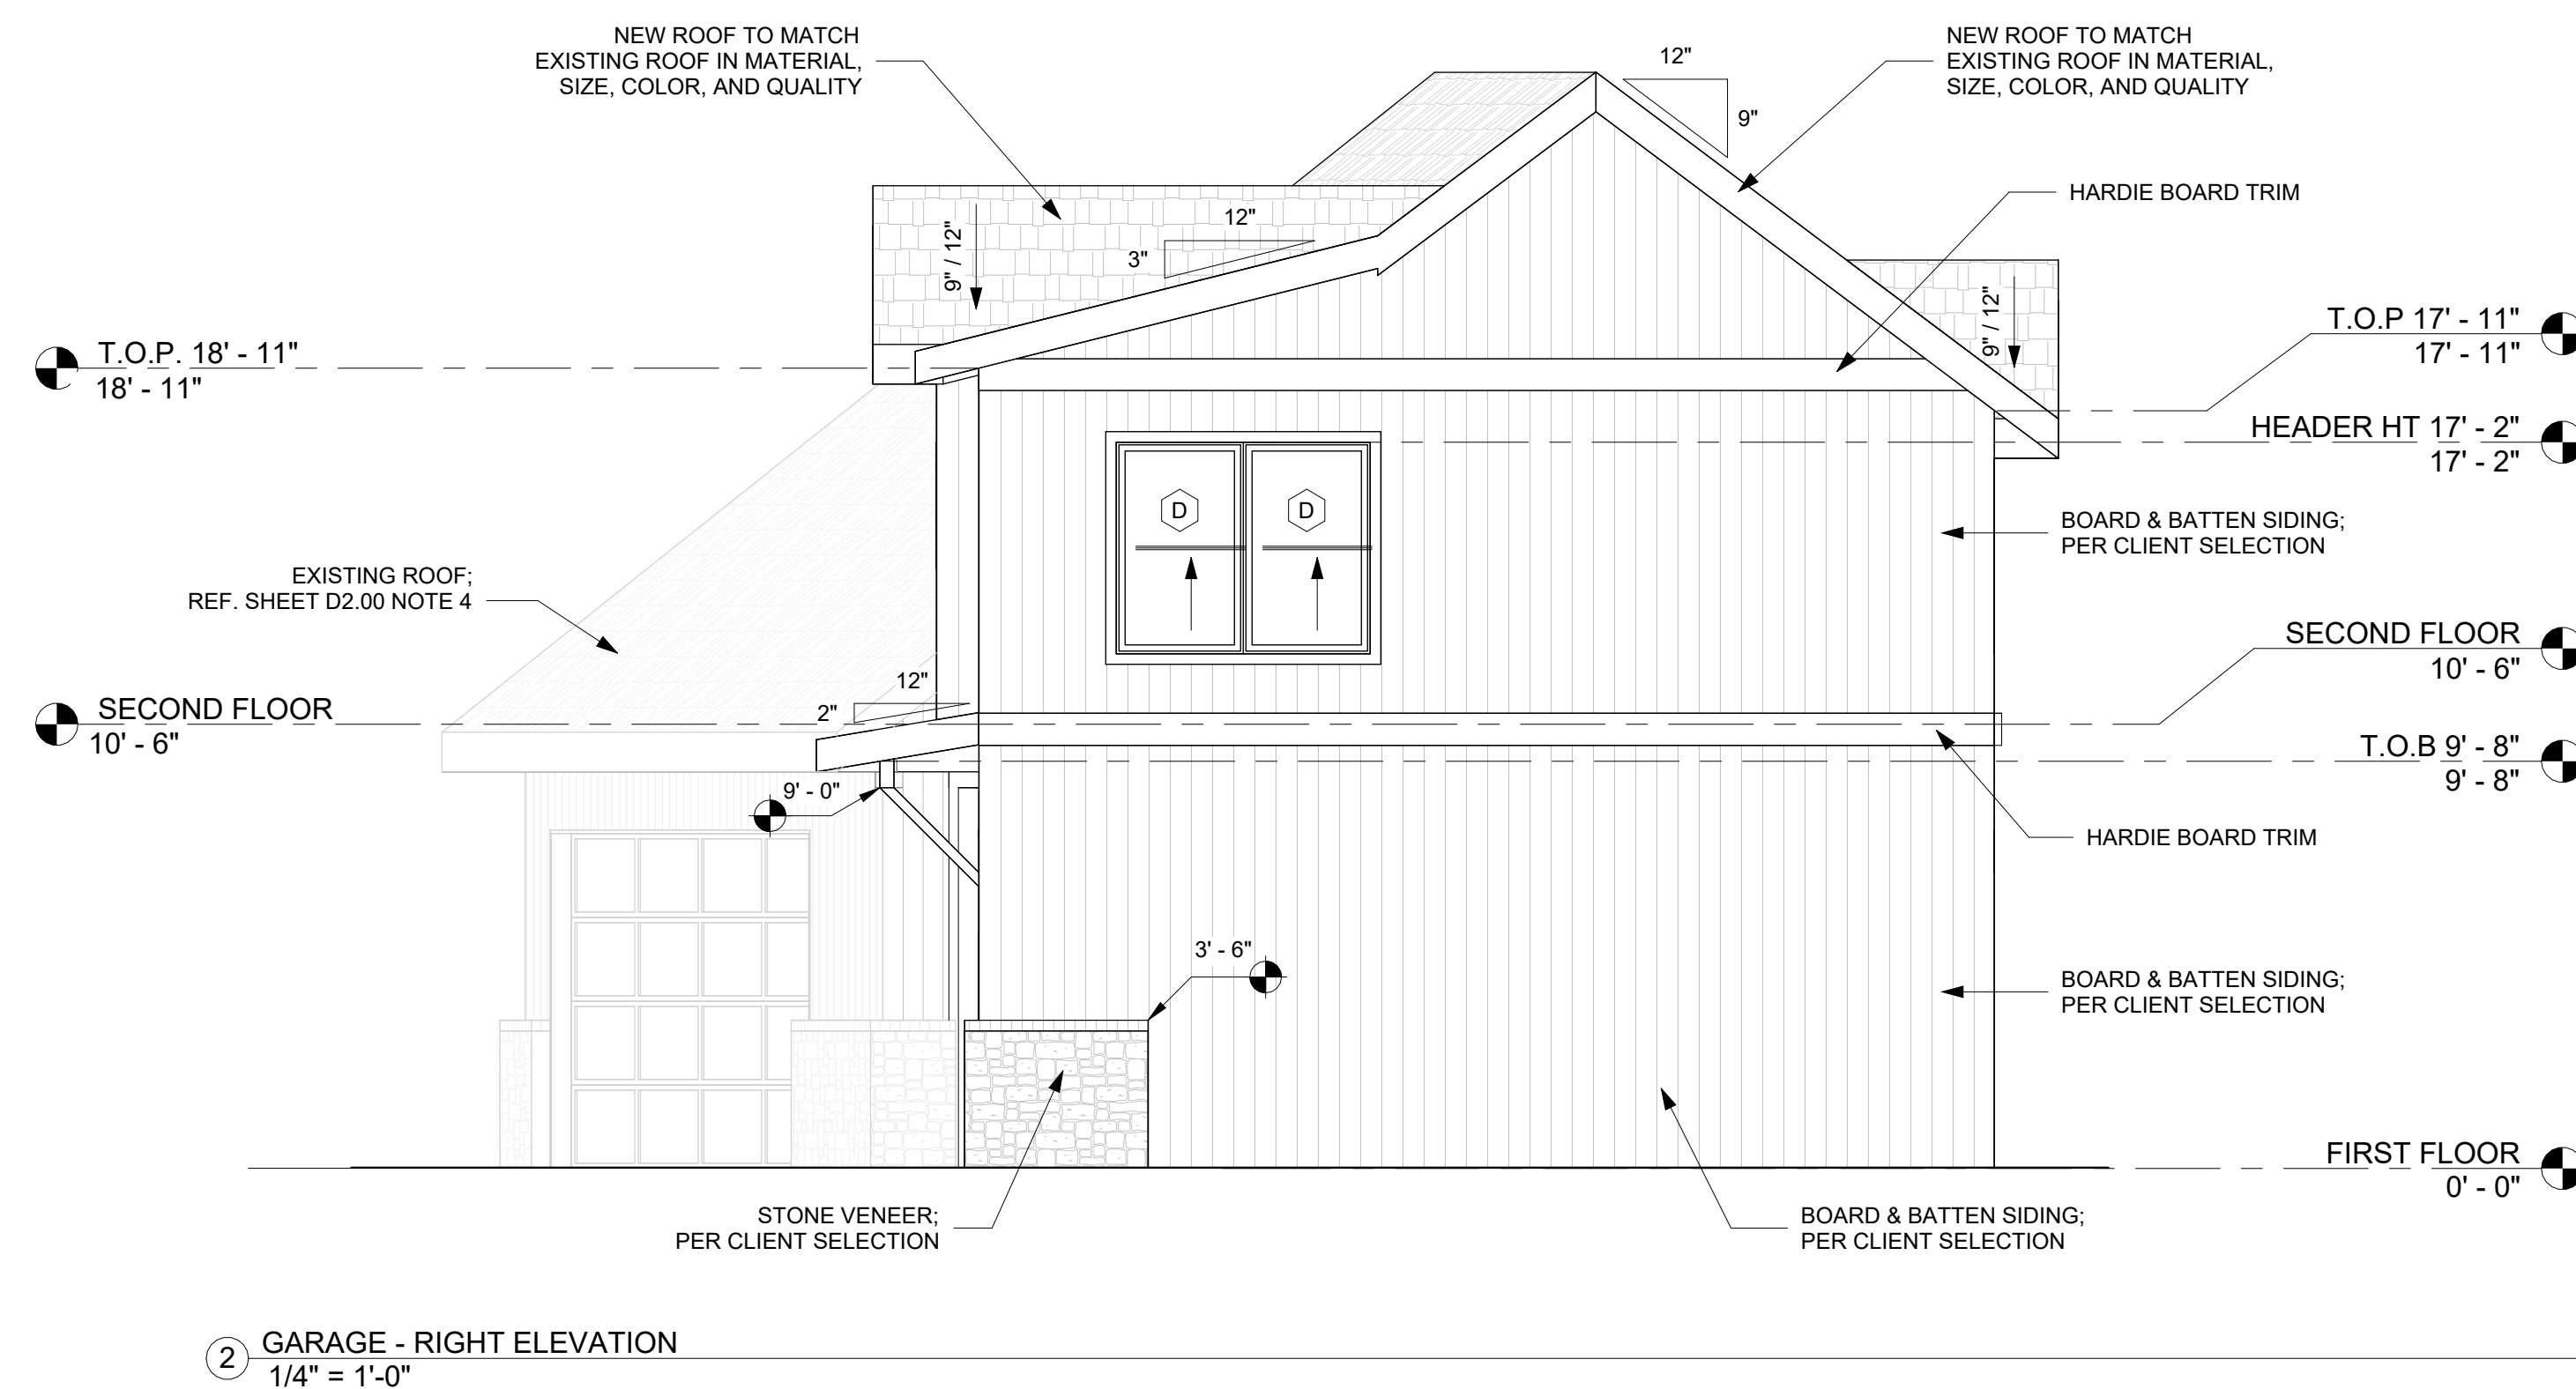 NEW ROOF TO MATCH
EXISTING ROOF IN MATERIAL,
SIZE, COLOR, AND QUALITY
12"
9"
NEW ROOF TO MATCH
EXISTING ROOF IN MATERIAL,
SIZE, COLOR, AND QUALITY
HARDIE BOARD TRIM
9" / 12"
12"
3"
9" / 12"
T.O.P. 18' - 11"
18' - 11"
T.O.P 17' - 11"
17' - 11"
HEADER HT 17' - 2"
17' - 2"
D
D
BOARD & BATTEN SIDING;
PER CLIENT SELECTION
EXISTING ROOF;
REF. SHEET D2.00 NOTE 4
SECOND FLOOR
10' - 6"
12"
2"
SECOND FLOOR
10' - 6"
T.O.B 9' - 8"
9' - 8"
9' - 0"
HARDIE BOARD TRIM
3' - 6"
BOARD & BATTEN SIDING;
PER CLIENT SELECTION
FIRST FLOOR
0' - 0"
STONE VENEER;
PER CLIENT SELECTION
BOARD & BATTEN SIDING;
PER CLIENT SELECTION
2
GARAGE - RIGHT ELEVATION
1/4" = 1'-0"